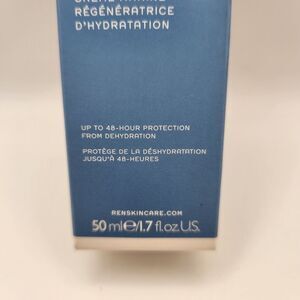 RÉGÉNÉRATRICE
D'HYDRATATION
UP TO 48-HOUR PROTECTION
FROM DEHYDRATION
PROTÈGE DE LA DÉSHYDRATATION
JUSQU'À 48-HEURES
RENSKINCARE.COM
50 ml℮/1.7 fl.oz.U.S.